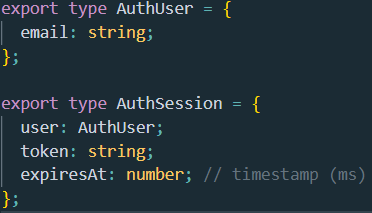 export type AuthUser = {
  email: string;
};

export type AuthSession = {
  user: AuthUser;
  token: string;
  expiresAt: number; // timestamp (ms)
};